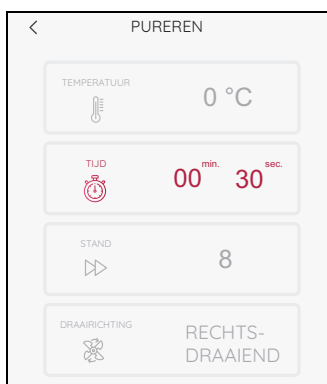 PUREREN
TEMPERATUUR
0 °C
TIJD
00 min. 30 sec.
STAND
8
DRAAIRICHTING
RECHTS-
DRAAIEND